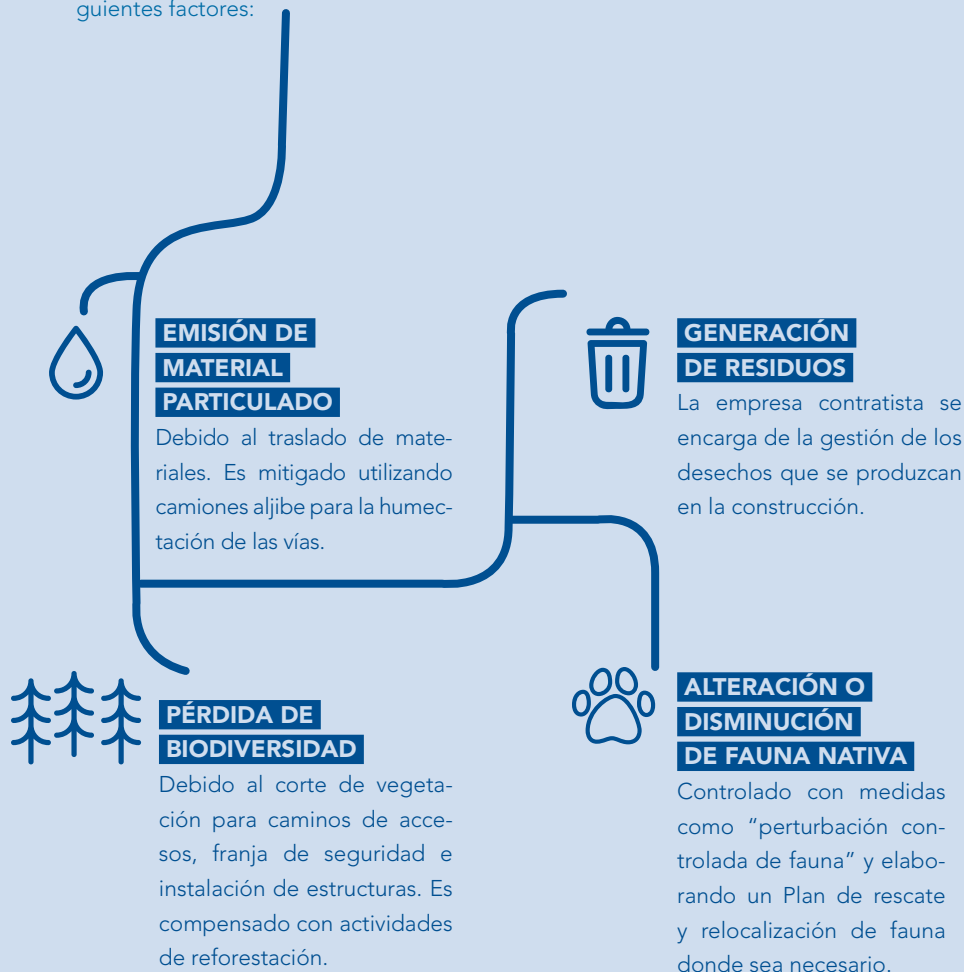 guientes factores:
EMISIÓN DE
MATERIAL
PARTICULADO
Debido al traslado de mate-
riales. Es mitigado utilizando
camiones aljibe para la humec-
tación de las vías.
GENERACIÓN
DE RESIDUOS
La empresa contratista se
encarga de la gestión de los
desechos que se produzcan
en la construcción.
PÉRDIDA DE
BIODIVERSIDAD
Debido al corte de vegeta-
ción para caminos de acce-
sos, franja de seguridad e
instalación de estructuras. Es
compensado con actividades
de reforestación.
ALTERACIÓN O
DISMINUCIÓN
DE FAUNA NATIVA
Controlado con medidas
como “perturbación con-
trolada de fauna” y elabo-
rando un Plan de rescate
y relocalización de fauna
donde sea necesario.